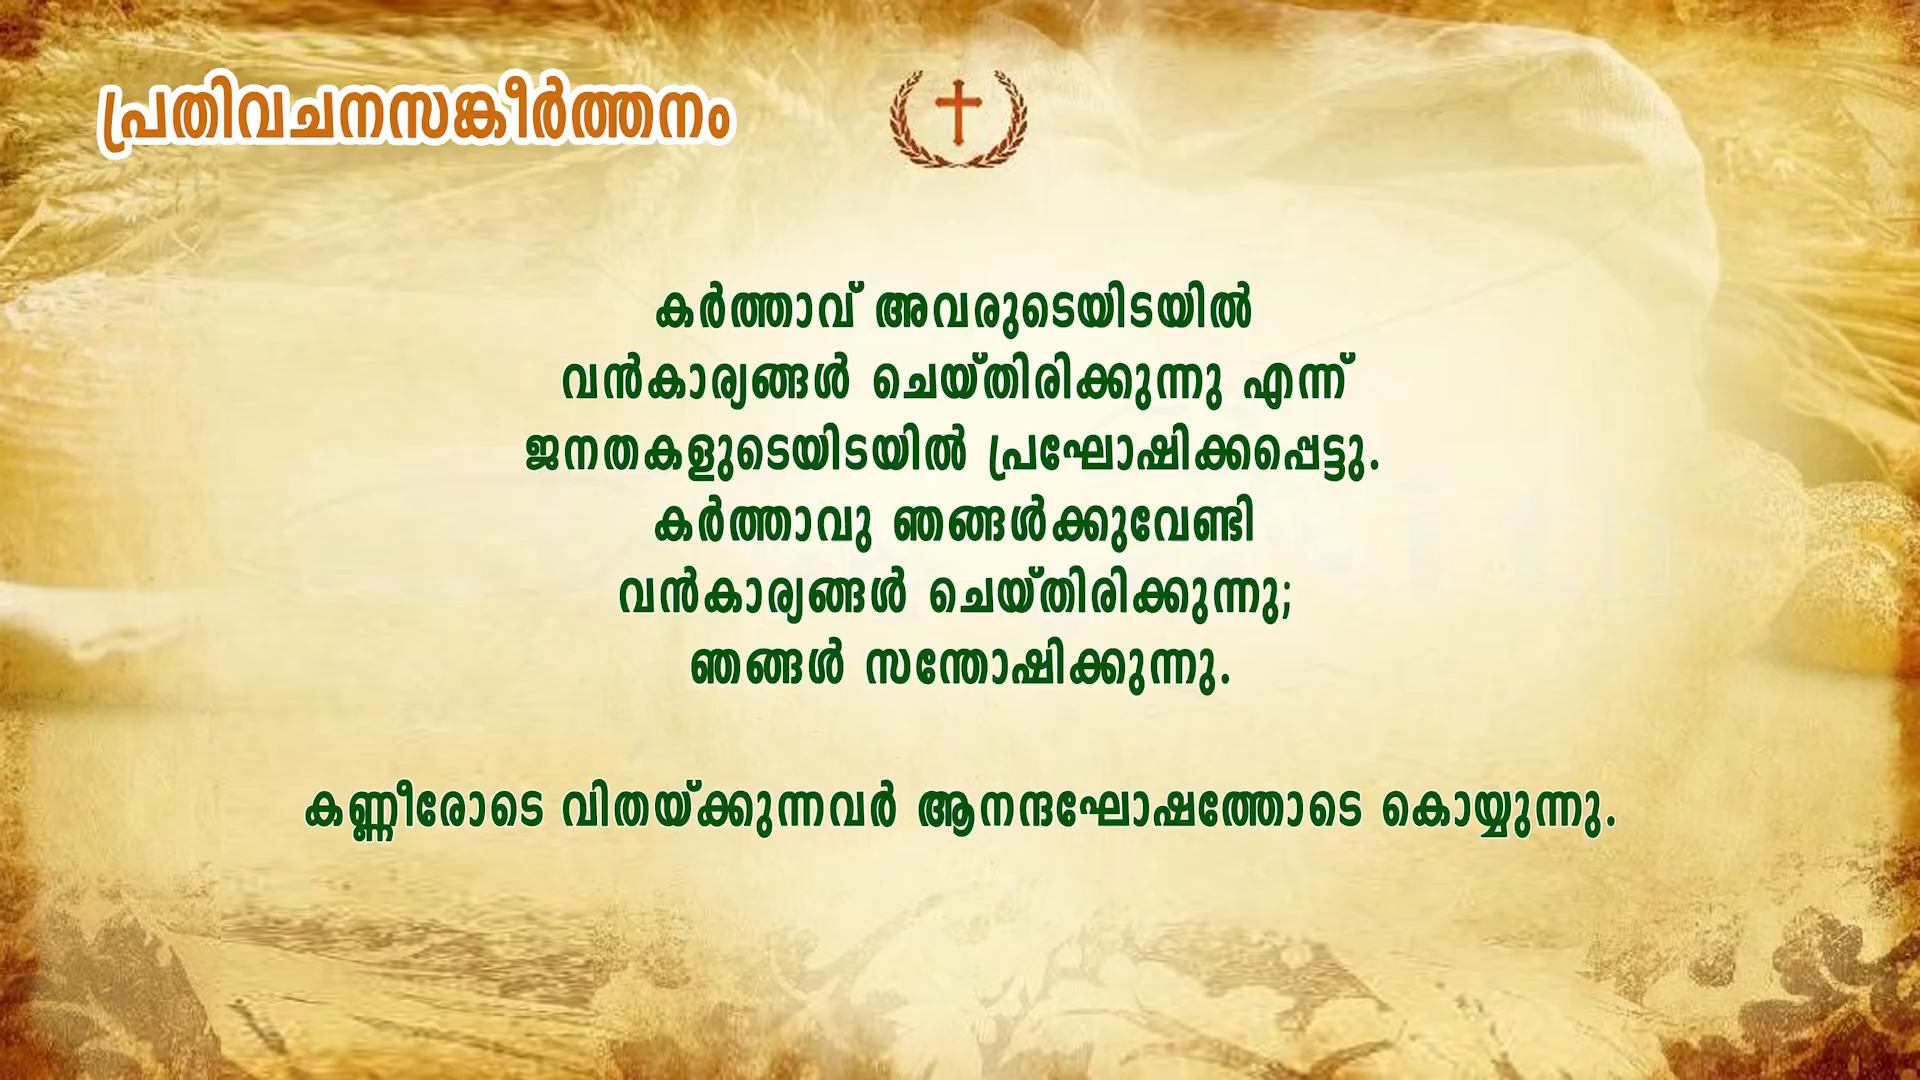 പ്രതിവചനസങ്കീർത്തനം
കർത്താവ് അവരുടെയിടയിൽ
വൻകാര്യങ്ങൾ ചെയ്തിരിക്കുന്നു എന്ന്
ജനതകളുടെയിടയിൽ പ്രഘോഷിക്കപ്പെട്ടു.
കർത്താവു ഞങ്ങൾക്കുവേണ്ടി
വൻകാര്യങ്ങൾ ചെയ്തിരിക്കുന്നു;
ഞങ്ങൾ സന്തോഷിക്കുന്നു.
കണ്ണീരോടെ വിതയ്ക്കുന്നവർ ആനന്ദഘോഷത്തോടെ കൊയ്യുന്നു.